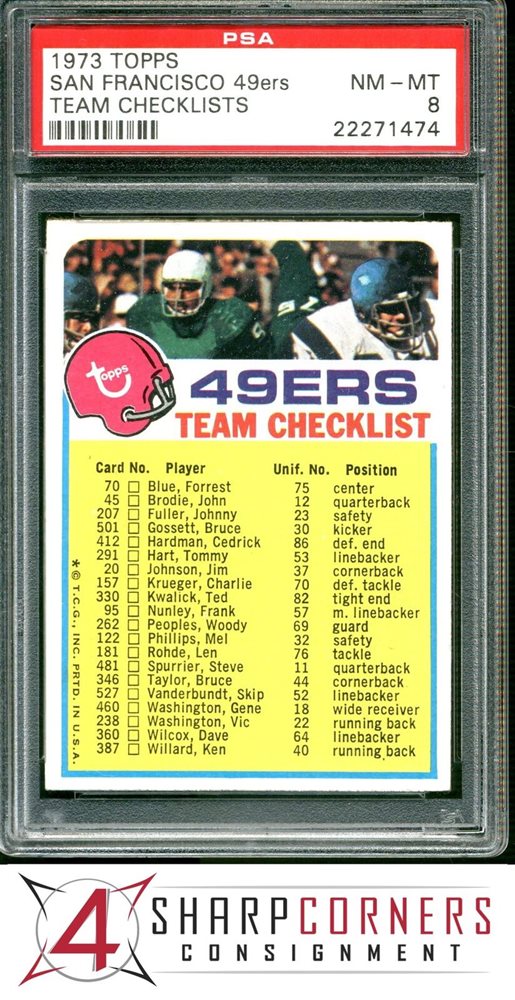 PSA
1973 TOPPS
SAN FRANCISCO 49ers NM - MT
TEAM CHECKLISTS 8
22271474
topps
49ERS
TEAM CHECKLIST
Card No. Player Unif. No. Position
70 Blue, Forrest 75 center
45 Brodie, John 12 quarterback
207 Fuller, Johnny 23 safety
501 Gossett, Bruce 30 kicker
412 Hardman, Cedrick 86 def. end
291 Hart, Tommy 53 linebacker
20 Johnson, Jim 37 cornerback
157 Krueger, Charlie 70 def. tackle
330 Kwalick, Ted 82 tight end
95 Nunley, Frank 57 m. linebacker
262 Peoples, Woody 69 guard
122 Phillips, Mel 32 safety
181 Rohde, Len 76 tackle
481 Spurrier, Steve 11 quarterback
346 Taylor, Bruce 44 cornerback
527 Vanderbundt, Skip 52 linebacker
460 Washington, Gene 18 wide receiver
238 Washington, Vic 22 running back
360 Wilcox, Dave 64 linebacker
387 Willard, Ken 40 running back
* © T.C.G., INC. PRTD. IN U.S.A.
4 SHARPCORNERS
CONSIGNMENT